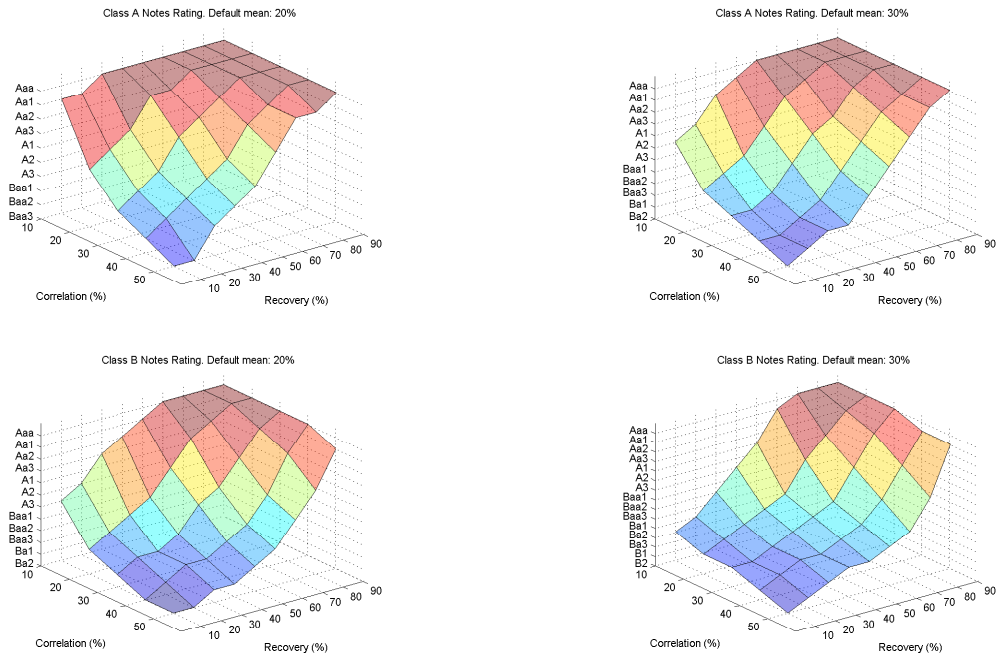 Class A Notes Rating. Default mean: 20%
Aaa
Aa1
Aa2
Aa3
A1
A2
A3
Baa1
Baa2
Baa3
10
20
30
40
50
Correlation (%)
10
20
30
40
50
60
70
80
90
Recovery (%)
Class A Notes Rating. Default mean: 30%
Aaa
Aa1
Aa2
Aa3
A1
A2
A3
Baa1
Baa2
Baa3
Ba1
Ba2
10
20
30
40
50
Correlation (%)
10
20
30
40
50
60
70
80
90
Recovery (%)
Class B Notes Rating. Default mean: 20%
Aaa
Aa1
Aa2
Aa3
A1
A2
A3
Baa1
Baa2
Baa3
Ba1
Ba2
10
20
30
40
50
Correlation (%)
10
20
30
40
50
60
70
80
90
Recovery (%)
Class B Notes Rating. Default mean: 30%
Aaa
Aa1
Aa2
Aa3
A1
A2
A3
Baa1
Baa2
Baa3
Ba1
Ba2
Ba3
B1
B2
10
20
30
40
50
Correlation (%)
10
20
30
40
50
60
70
80
90
Recovery (%)